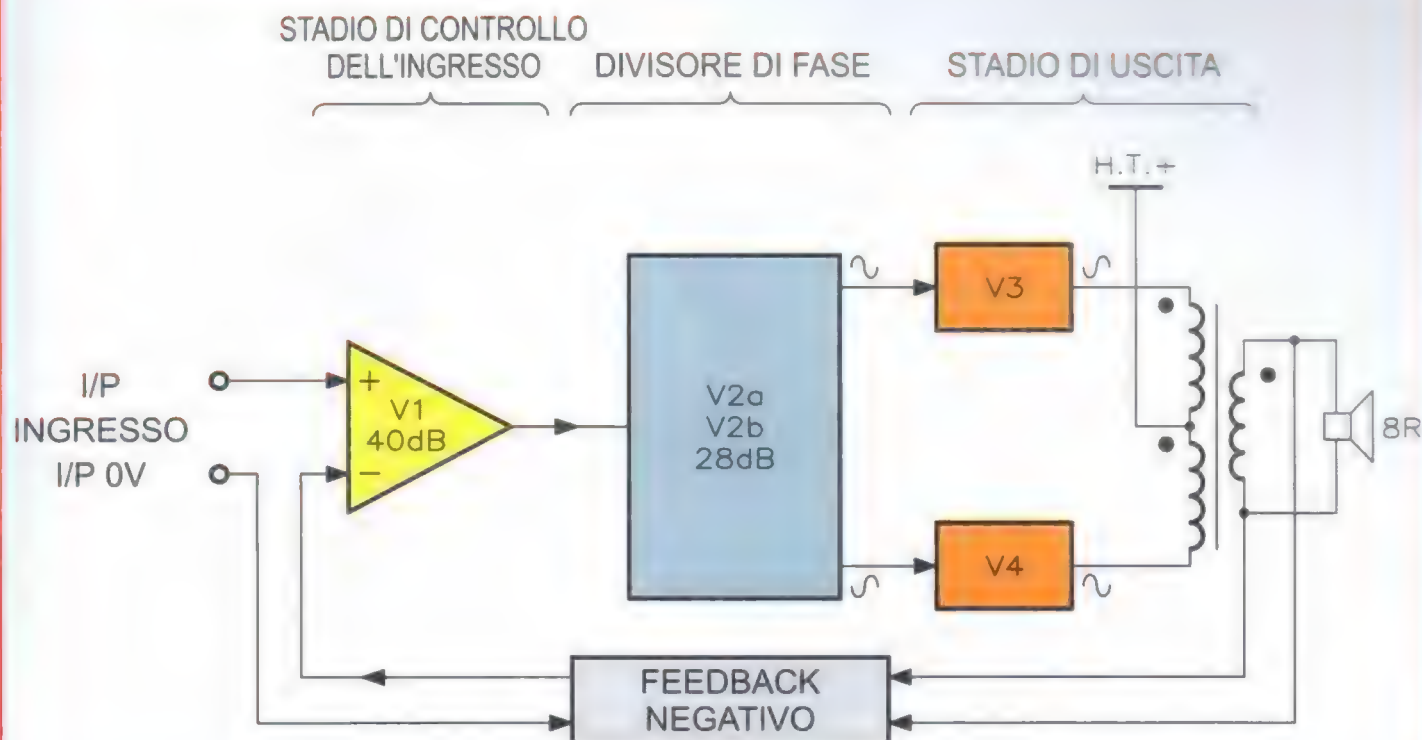 STADIO DI CONTROLLO
DELL'INGRESSO
DIVISORE DI FASE
STADIO DI USCITA
H.T.+
V3
I/P
INGRESSO
I/P 0V
+
V1
40dB
−
V2a
V2b
28dB
8R
V4
FEEDBACK
NEGATIVO